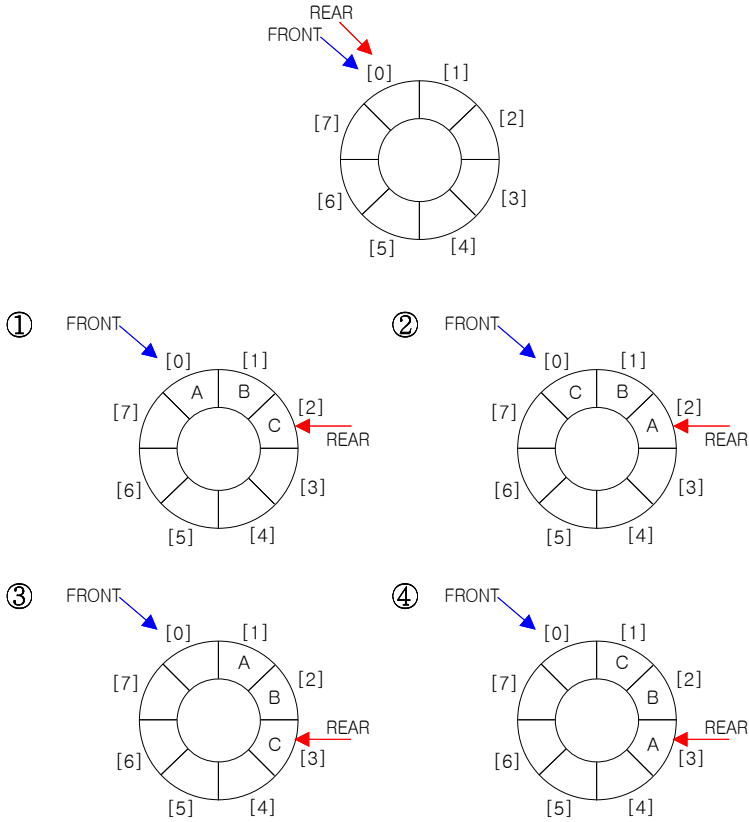 REAR
FRONT
[0] [1]
[7] [2]
[6] [3]
[5] [4]
① FRONT
[0] [1]
A B
[7] [2]
C
REAR
[6] [3]
[5] [4]
② FRONT
[0] [1]
C B
[7] [2]
A
REAR
[6] [3]
[5] [4]
③ FRONT
[0] [1]
A
[7] [2]
B
REAR
C
[6] [3]
[5] [4]
④ FRONT
[0] [1]
C
[7] [2]
B
REAR
A
[6] [3]
[5] [4]